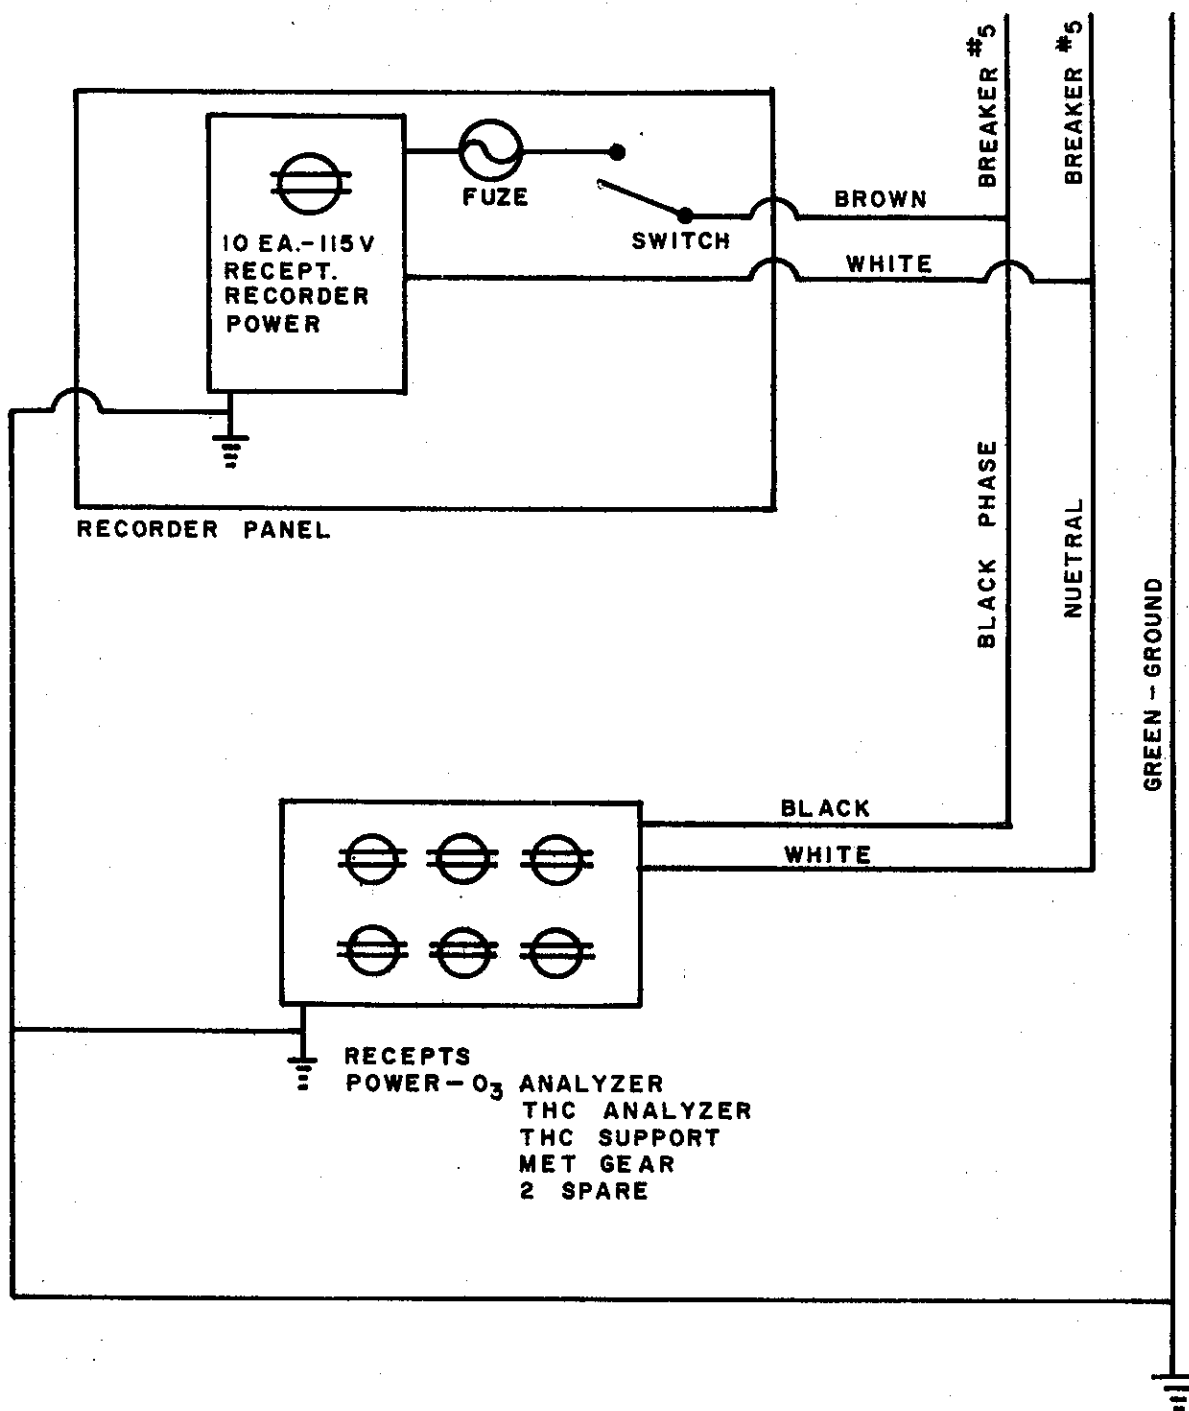 BREAKER #5
BREAKER #5
FUZE
BROWN
SWITCH
10 EA.-115V
RECEPT.
RECORDER
POWER
WHITE
RECORDER PANEL
BLACK PHASE
NUETRAL
GREEN-GROUND
BLACK
WHITE
RECEPTS
POWER-O3 ANALYZER
THC ANALYZER
THC SUPPORT
MET GEAR
2 SPARE